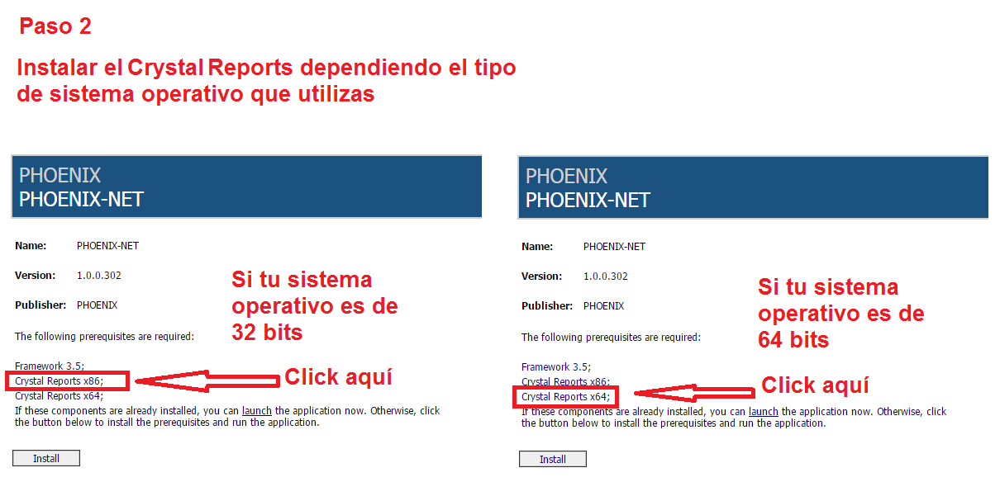 Paso 2
Instalar el Crystal Reports dependiendo el tipo
de sistema operativo que utilizas
PHOENIX
PHOENIX-NET
Name: PHOENIX-NET
Version: 1.0.0.302
Publisher: PHOENIX
Si tu sistema
operativo es de
32 bits
The following prerequisites are required:
Framework 3.5;
Crystal Reports x86;
Click aquí
Crystal Reports x64;
If these components are already installed, you can launch the application now. Otherwise, click
the button below to install the prerequisites and run the application.
Install
PHOENIX
PHOENIX-NET
Name: PHOENIX-NET
Version: 1.0.0.302
Publisher: PHOENIX
Si tu sistema
operativo es de
64 bits
The following prerequisites are required:
Framework 3.5;
Crystal Reports x86;
Crystal Reports x64;
Click aquí
If these components are already installed, you can launch the application now. Otherwise, click
the button below to install the prerequisites and run the application.
Install